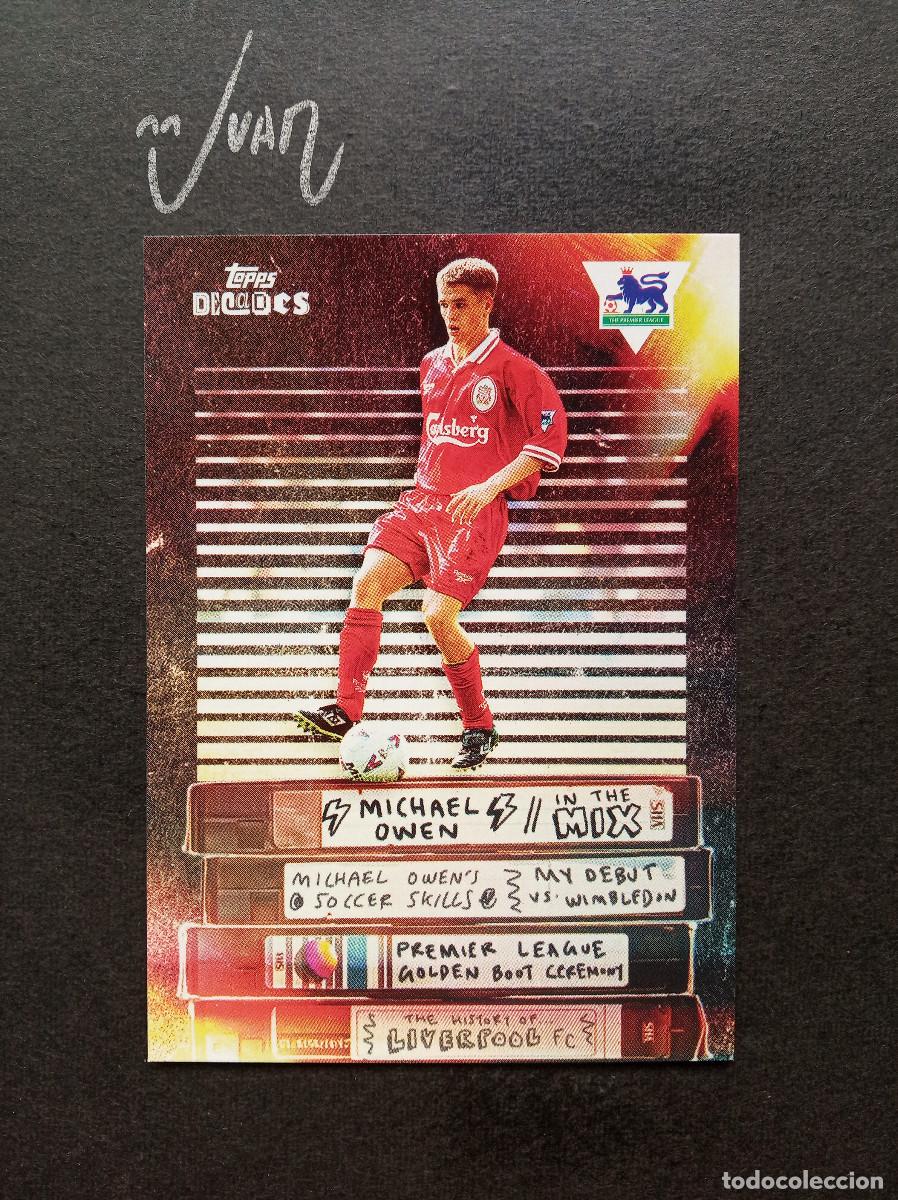 JUAN
TOPPS
DECADES
THE PREMIER LEAGUE
Carlsberg
MICHAEL OWEN // IN THE MIX
VHS
MICHAEL OWEN'S SOCCER SKILLS
MY DEBUT VS. WIMBLEDON
VHS
PREMIER LEAGUE
GOLDEN BOOT CEREMONY
THE HISTORY OF
LIVERPOOL FC
VHS
todocoleccion